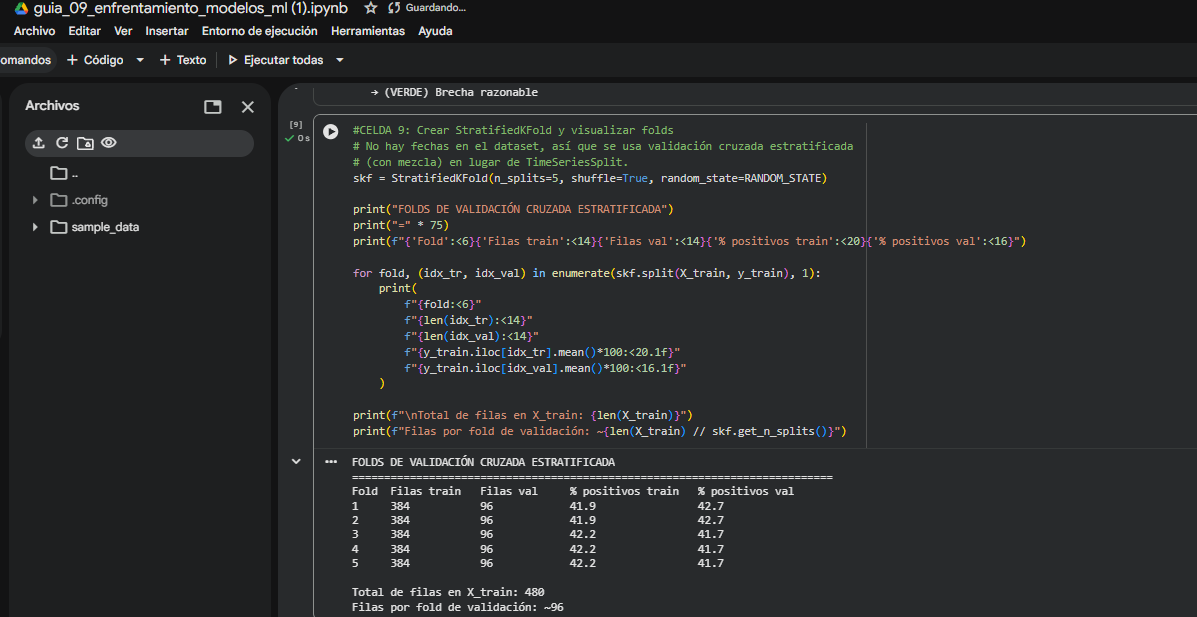 guia_09_enfrentamiento_modelos_ml (1).ipynb Guardando...
Archivo Editar Ver Insertar Entorno de ejecución Herramientas Ayuda
omandos + Código + Texto Ejecutar todas
Archivos
..
.config
sample_data
→ (VERDE) Brecha razonable
[9]
0 s
#CELDA 9: Crear StratifiedKFold y visualizar folds
# No hay fechas en el dataset, así que se usa validación cruzada estratificada
# (con mezcla) en lugar de TimeSeriesSplit.
skf = StratifiedKFold(n_splits=5, shuffle=True, random_state=RANDOM_STATE)
print("FOLDS DE VALIDACIÓN CRUZADA ESTRATIFICADA")
print("=" * 75)
print(f"{'Fold':<6}{'Filas train':<14}{'Filas val':<14}{'% positivos train':<20}{'% positivos val':<16}")
for fold, (idx_tr, idx_val) in enumerate(skf.split(X_train, y_train), 1):
    print(
        f"{fold:<6}"
        f"{len(idx_tr):<14}"
        f"{len(idx_val):<14}"
        f"{y_train.iloc[idx_tr].mean()*100:<20.1f}"
        f"{y_train.iloc[idx_val].mean()*100:<16.1f}"
    )
print(f"\nTotal de filas en X_train: {len(X_train)}")
print(f"Filas por fold de validación: ~{len(X_train) // skf.get_n_splits()}")
FOLDS DE VALIDACIÓN CRUZADA ESTRATIFICADA
===========================================================================
Fold Filas train Filas val % positivos train % positivos val
1 384 96 41.9 42.7
2 384 96 41.9 42.7
3 384 96 42.2 41.7
4 384 96 42.2 41.7
5 384 96 42.2 41.7
Total de filas en X_train: 480
Filas por fold de validación: ~96